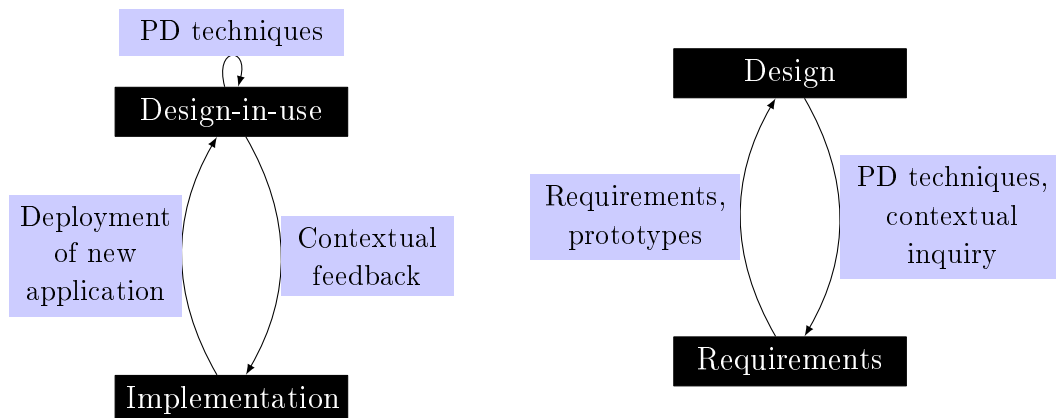 PD techniques
Design-in-use
Deployment
of new
application
Contextual
feedback
Implementation
Design
Requirements,
prototypes
PD techniques,
contextual
inquiry
Requirements